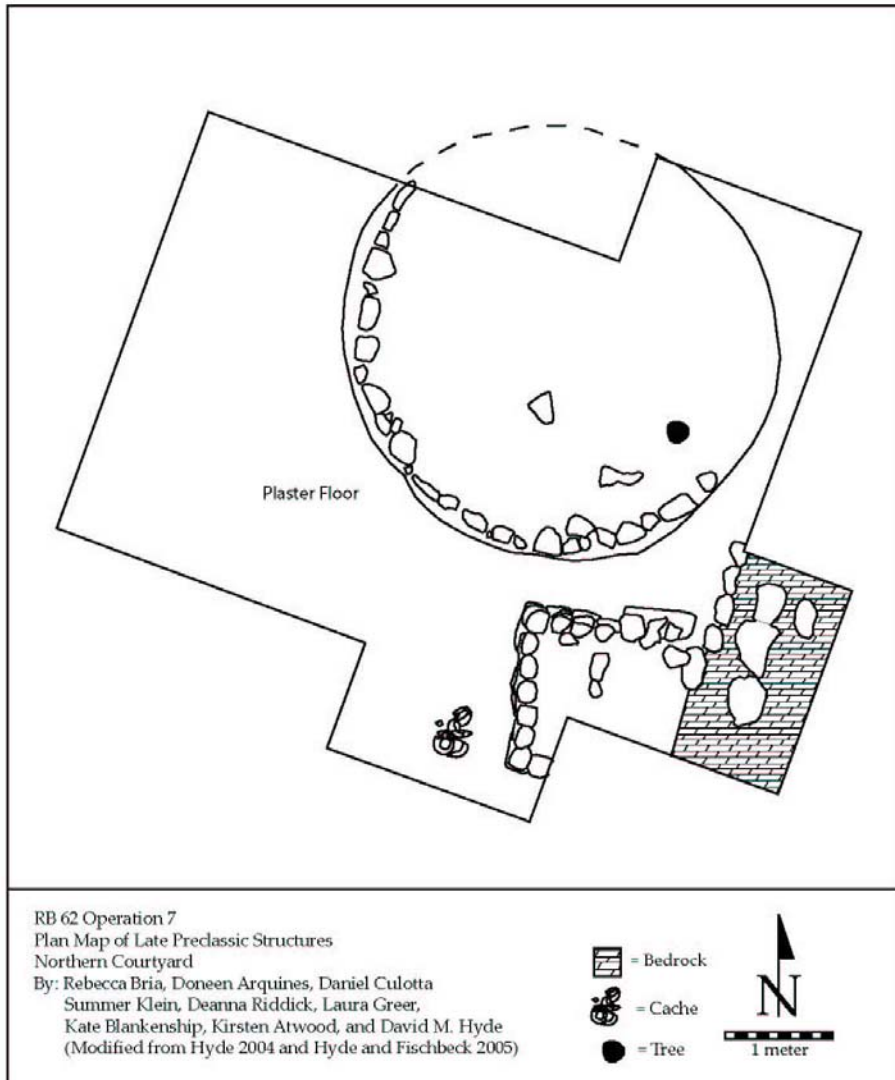 Plaster Floor
RB 62 Operation 7
Plan Map of Late Preclassic Structures
Northern Courtyard
By: Rebecca Bria, Doneen Arquines, Daniel Culotta
Summer Klein, Deanna Riddick, Laura Greer,
Kate Blankenship, Kirsten Atwood, and David M. Hyde
(Modified from Hyde 2004 and Hyde and Fischbeck 2005)
= Bedrock
= Cache
= Tree
N
1 meter